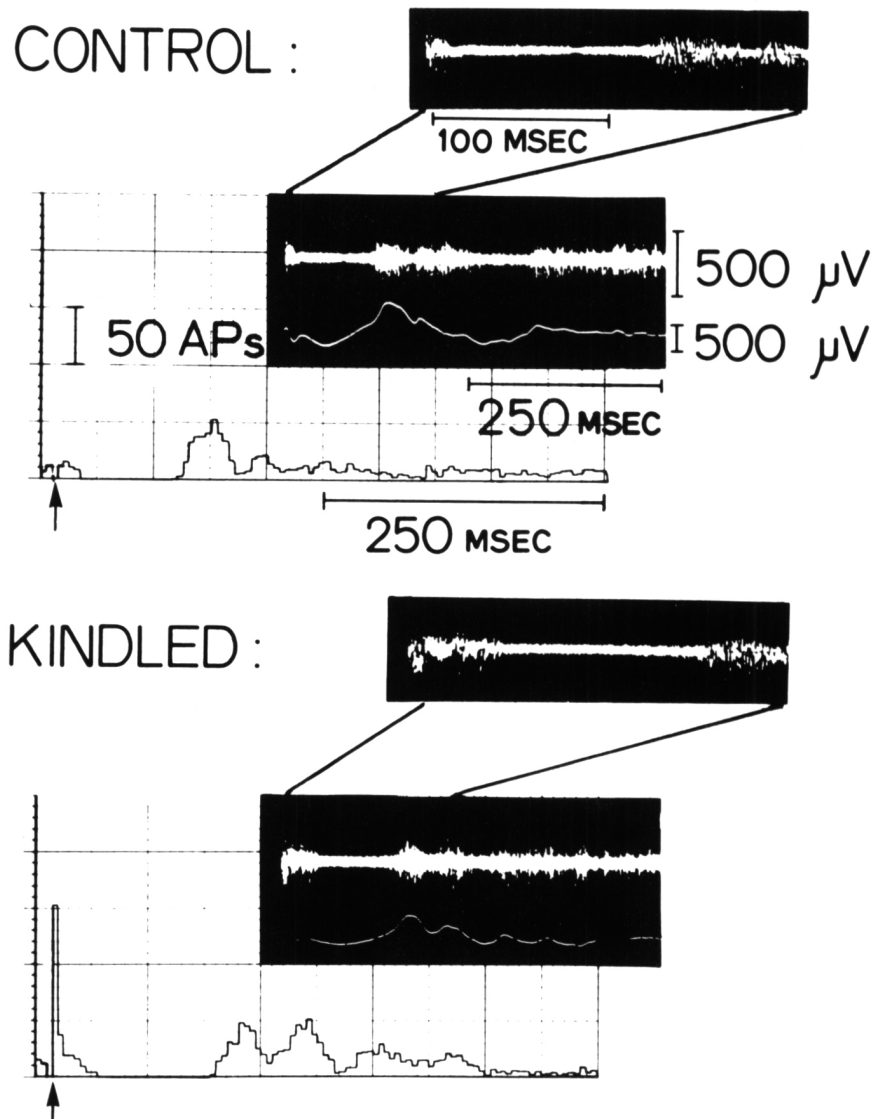 CONTROL :
100 MSEC
500 µV
50 APs
500 µV
250 MSEC
250 MSEC
KINDLED :